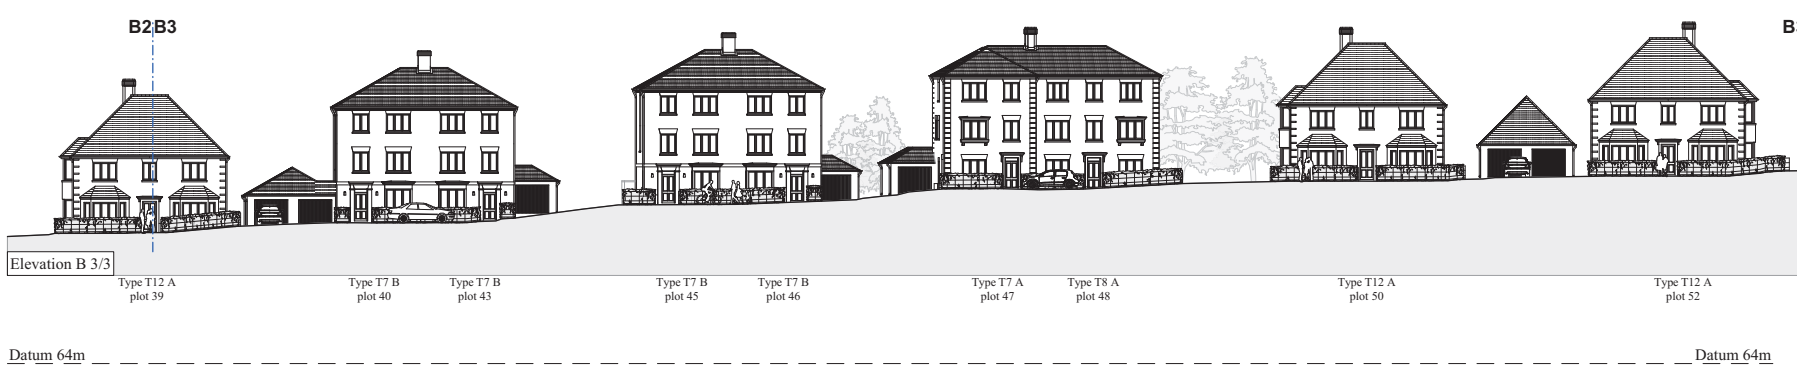 B2 B3
B3
Elevation B 3/3
Type T12 A
plot 39
Type T7 B
plot 40
Type T7 B
plot 43
Type T7 B
plot 45
Type T7 B
plot 46
Type T7 A
plot 47
Type T8 A
plot 48
Type T12 A
plot 50
Type T12 A
plot 52
Datum 64m
Datum 64m